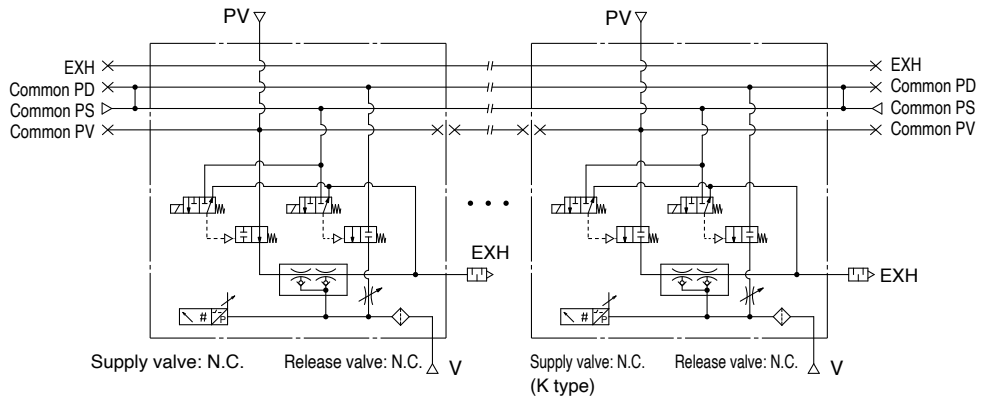 PV
PV
EXH
EXH
Common PD
Common PD
Common PS
Common PS
Common PV
Common PV
EXH
EXH
#
P
#
P
Supply valve: N.C.
Release valve: N.C.
V
Supply valve: N.C.
(K type)
Release valve: N.C.
V